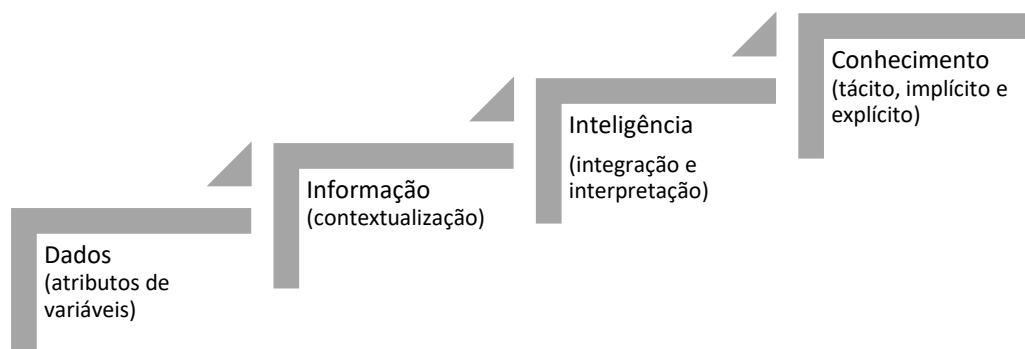 Dados
(atributos de
variáveis)
Informação
(contextualização)
Inteligência
(integração e
interpretação)
Conhecimento
(tácito, implícito e
explícito)